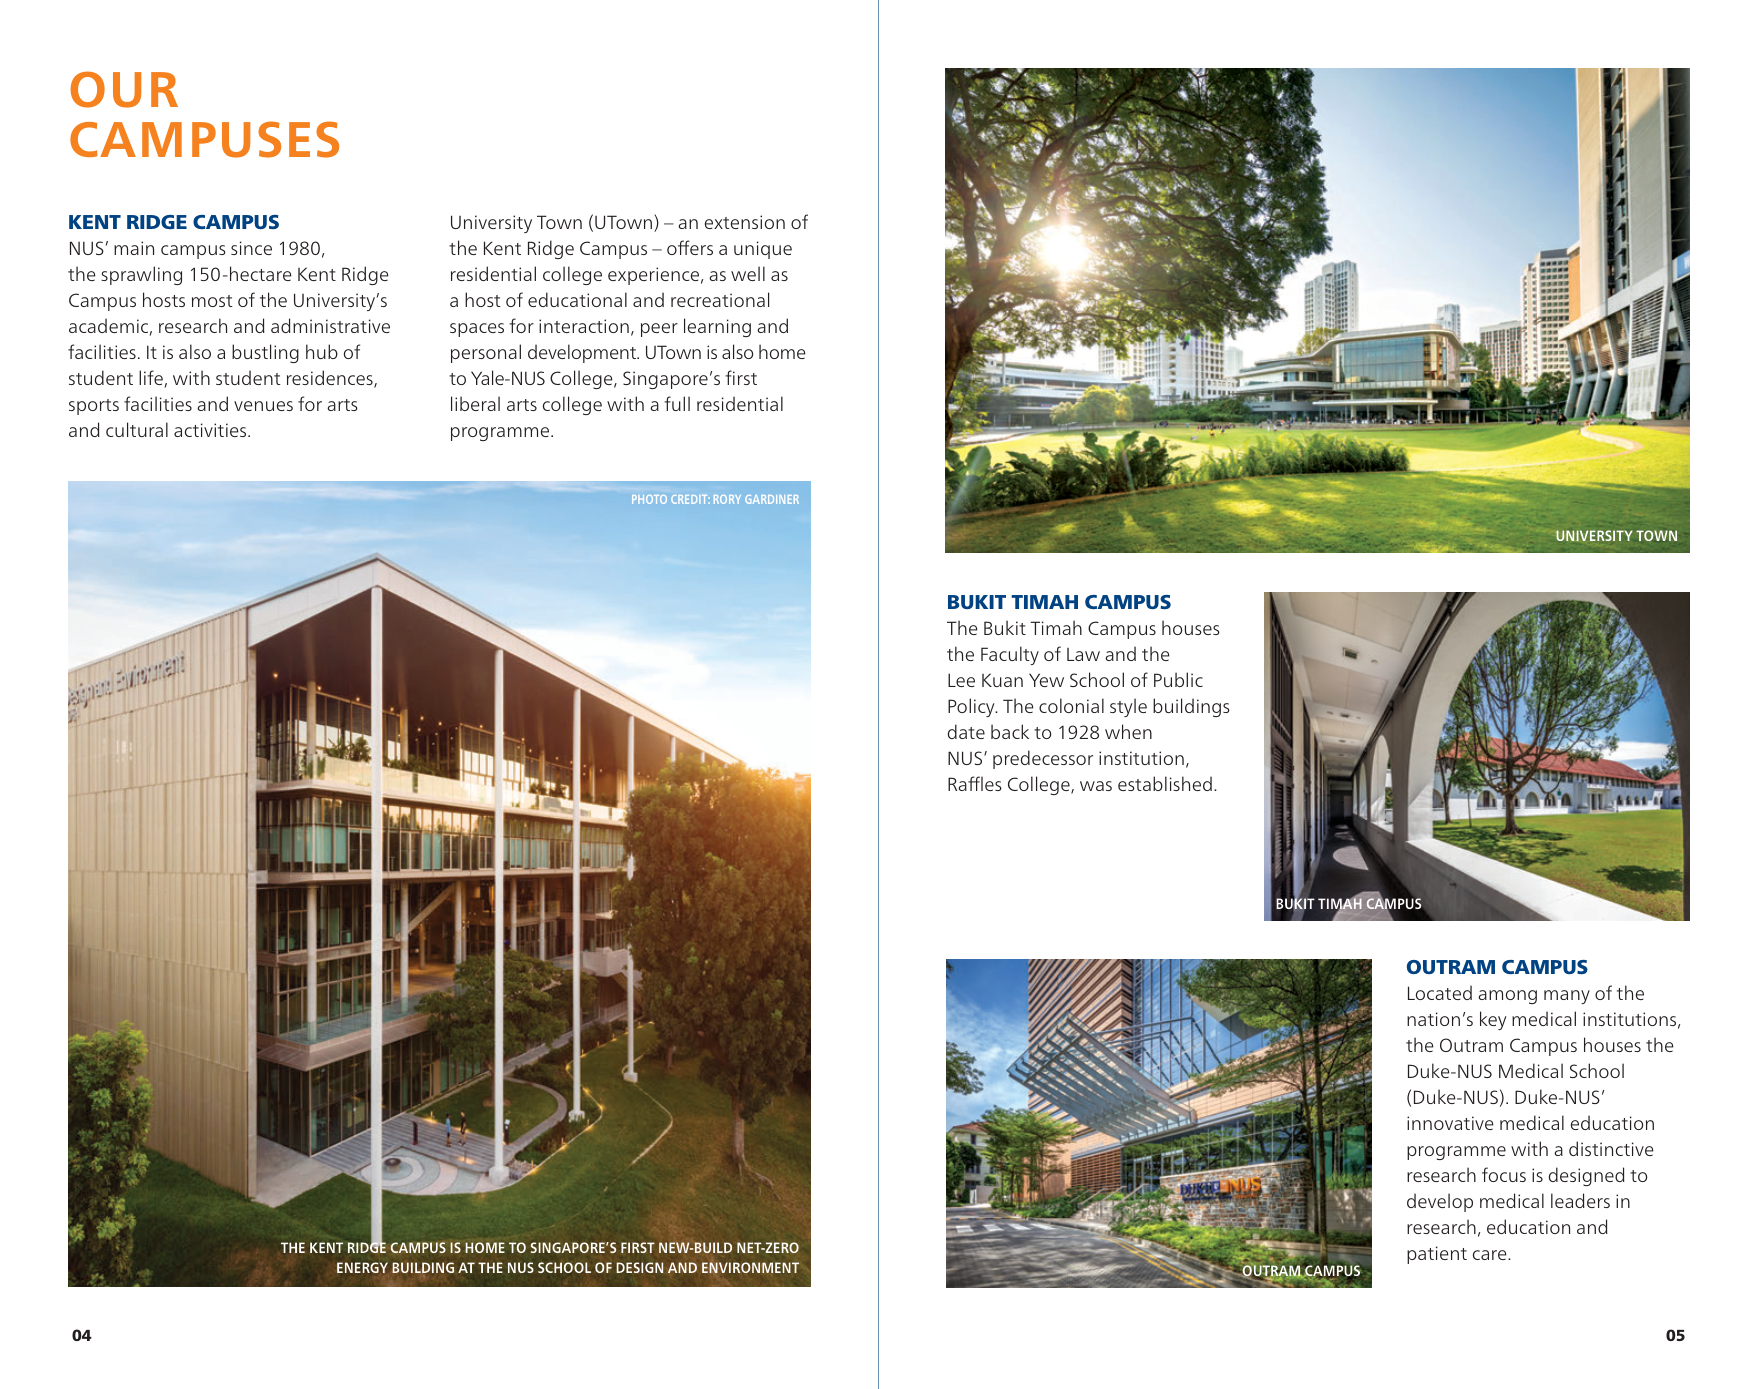 OUR
CAMPUSES
KENT RIDGE CAMPUS
NUS’ main campus since 1980,
the sprawling 150-hectare Kent Ridge
Campus hosts most of the University’s
academic, research and administrative
facilities. It is also a bustling hub of
student life, with student residences,
sports facilities and venues for arts
and cultural activities.
University Town (UTown) – an extension of
the Kent Ridge Campus – offers a unique
residential college experience, as well as
a host of educational and recreational
spaces for interaction, peer learning and
personal development. UTown is also home
to Yale-NUS College, Singapore’s first
liberal arts college with a full residential
programme.
PHOTO CREDIT: RORY GARDINER
Design and Environment
THE KENT RIDGE CAMPUS IS HOME TO SINGAPORE’S FIRST NEW-BUILD NET-ZERO
ENERGY BUILDING AT THE NUS SCHOOL OF DESIGN AND ENVIRONMENT
04
UNIVERSITY TOWN
BUKIT TIMAH CAMPUS
The Bukit Timah Campus houses
the Faculty of Law and the
Lee Kuan Yew School of Public
Policy. The colonial style buildings
date back to 1928 when
NUS’ predecessor institution,
Raffles College, was established.
BUKIT TIMAH CAMPUS
DUKE NUS
OUTRAM CAMPUS
OUTRAM CAMPUS
Located among many of the
nation’s key medical institutions,
the Outram Campus houses the
Duke-NUS Medical School
(Duke-NUS). Duke-NUS’
innovative medical education
programme with a distinctive
research focus is designed to
develop medical leaders in
research, education and
patient care.
05